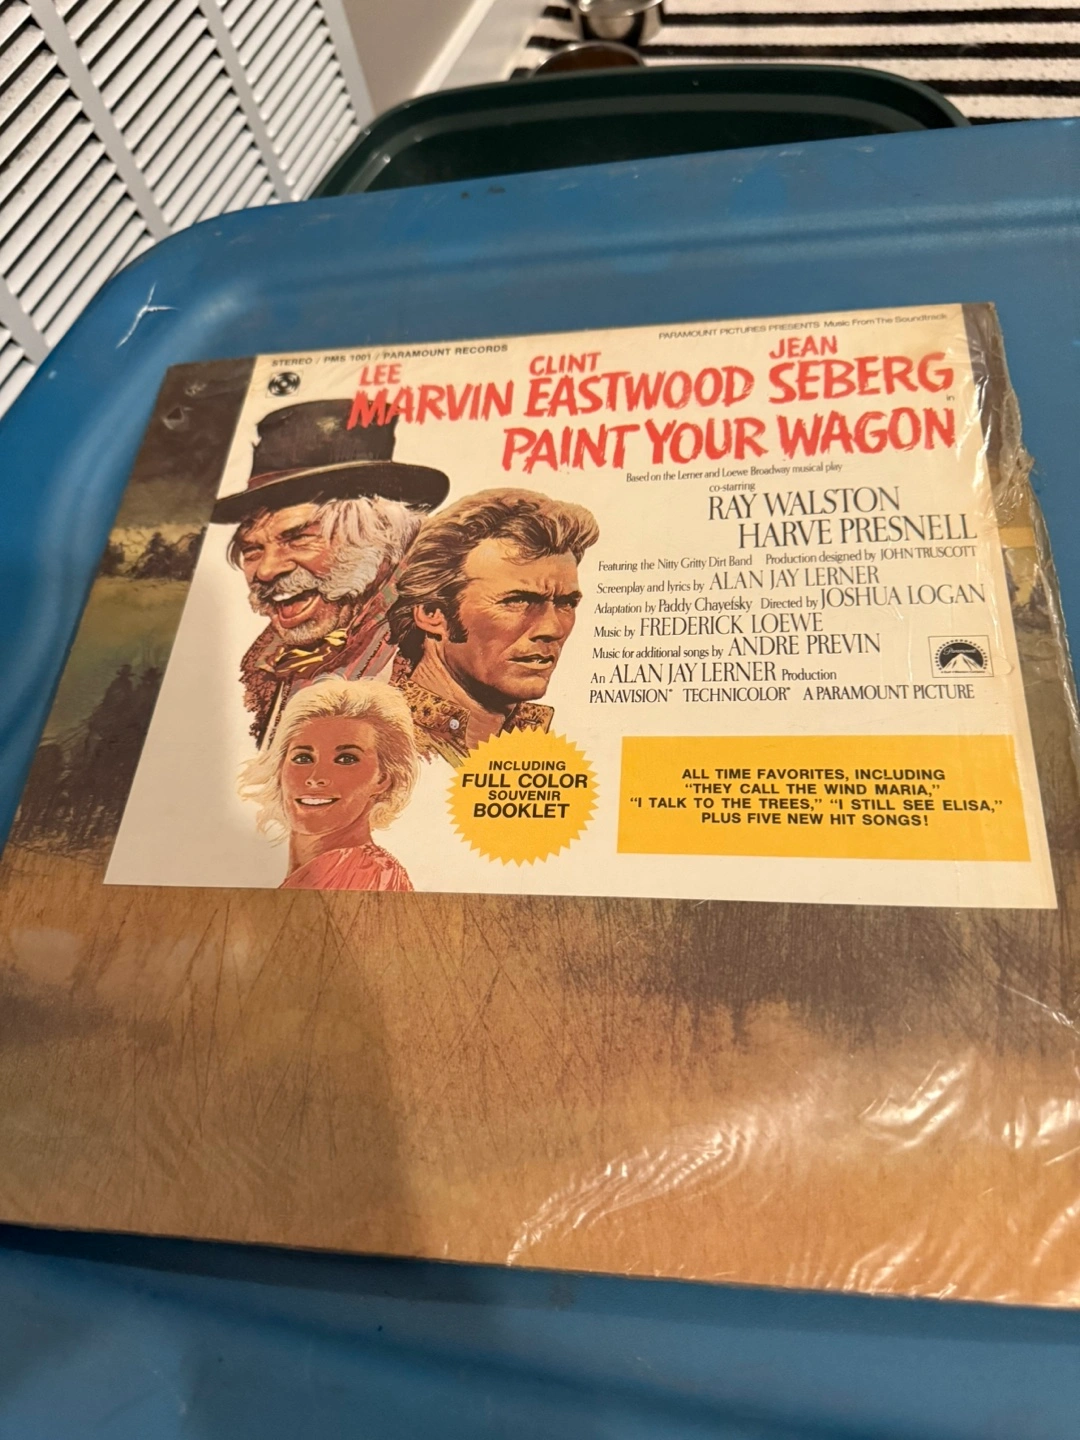 STEREO / PMS 1001 / PARAMOUNT RECORDS
PARAMOUNT PICTURES PRESENTS Music From The Soundtrack
LEE
MARVIN
CLINT
EASTWOOD
JEAN
SEBERG
in
PAINT YOUR WAGON
Based on the Lerner and Loewe Broadway musical play
co-starring
RAY WALSTON
HARVE PRESNELL
Featuring the Nitty Gritty Dirt Band Production designed by JOHN TRUSCOTT
Screenplay and lyrics by ALAN JAY LERNER
Adaptation by Paddy Chayefsky Directed by JOSHUA LOGAN
Music by FREDERICK LOEWE
Music for additional songs by ANDRE PREVIN
An ALAN JAY LERNER Production
PANAVISION® TECHNICOLOR® A PARAMOUNT PICTURE
Paramount
INCLUDING
FULL COLOR
SOUVENIR
BOOKLET
ALL TIME FAVORITES, INCLUDING
"THEY CALL THE WIND MARIA,"
"I TALK TO THE TREES," "I STILL SEE ELISA,"
PLUS FIVE NEW HIT SONGS!